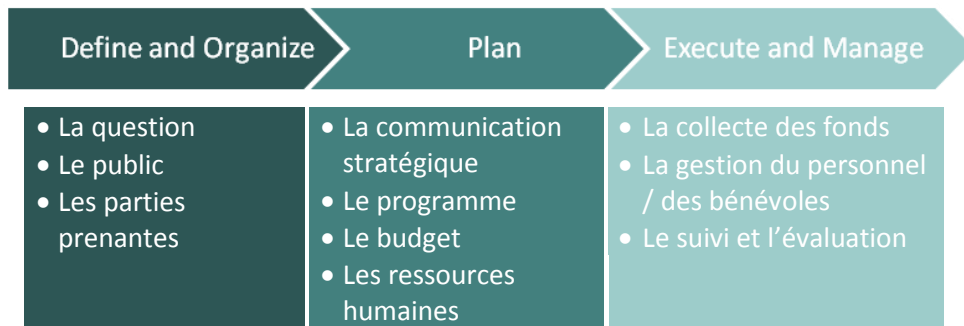 Define and Organize
Plan
Execute and Manage
• La question
• Le public
• Les parties
prenantes
• La communication
stratégique
• Le programme
• Le budget
• Les ressources
humaines
• La collecte des fonds
• La gestion du personnel
/ des bénévoles
• Le suivi et l’évaluation